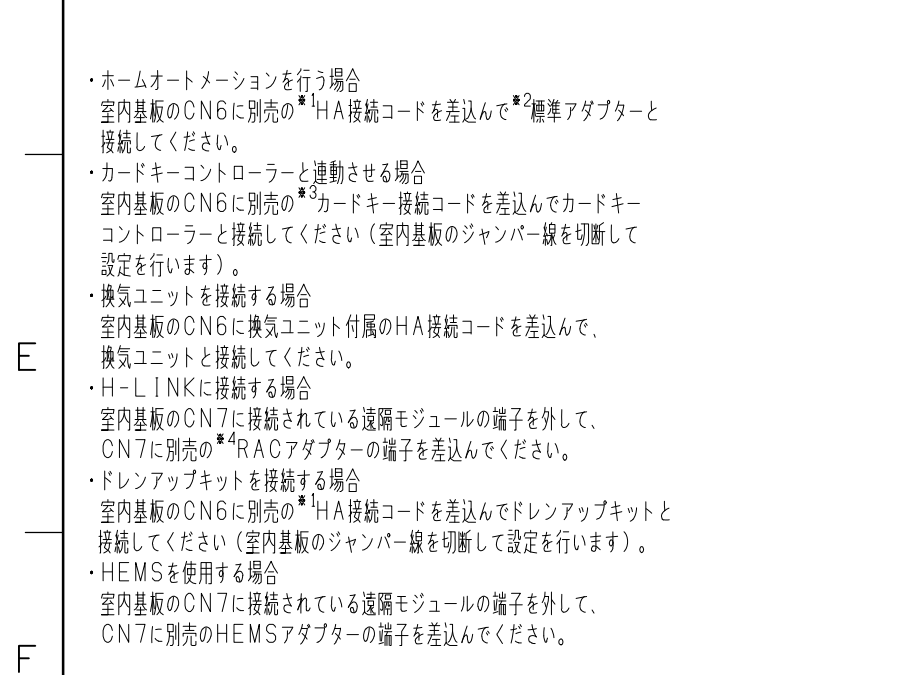 ・ホームオートメーションを行う場合
室内基板のCN6に別売の※1HA接続コードを差込んで※2標準アダプターと
接続してください。
・カードキーコントローラーと連動させる場合
室内基板のCN6に別売の※3カードキー接続コードを差込んでカードキー
コントローラーと接続してください（室内基板のジャンパー線を切断して
設定を行います）。
・換気ユニットを接続する場合
室内基板のCN6に換気ユニット付属のHA接続コードを差込んで、
換気ユニットと接続してください。
E
・H-LINKに接続する場合
室内基板のCN7に接続されている遠隔モジュールの端子を外して、
CN7に別売の※4RACアダプターの端子を差込んでください。
・ドレンアップキットを接続する場合
室内基板のCN6に別売の※1HA接続コードを差込んでドレンアップキットと
接続してください（室内基板のジャンパー線を切断して設定を行います）。
・HEMSを使用する場合
室内基板のCN7に接続されている遠隔モジュールの端子を外して、
CN7に別売のHEMSアダプターの端子を差込んでください。
F